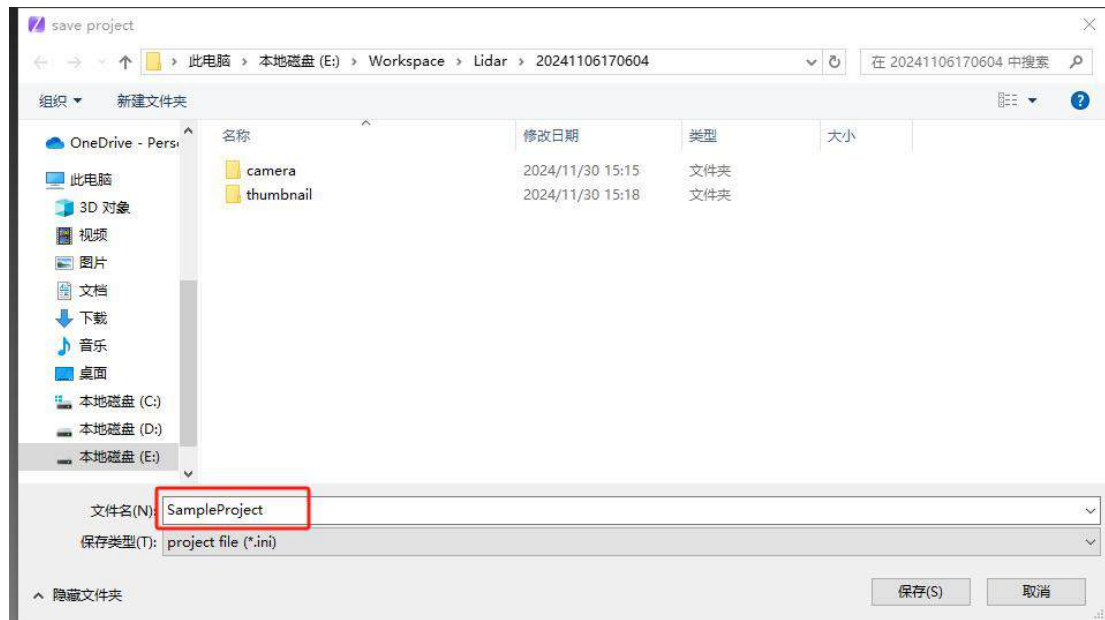 save project
此电脑 › 本地磁盘 (E:) › Workspace › Lidar › 20241106170604
在 20241106170604 中搜索
组织 新建文件夹
名称 修改日期 类型 大小
OneDrive - Pers
此电脑
3D 对象
视频
图片
文档
下载
音乐
桌面
本地磁盘 (C:)
本地磁盘 (D:)
本地磁盘 (E:)
camera 2024/11/30 15:15 文件夹
thumbnail 2024/11/30 15:18 文件夹
文件名(N): SampleProject
保存类型(T): project file (*.ini)
隐藏文件夹 保存(S) 取消